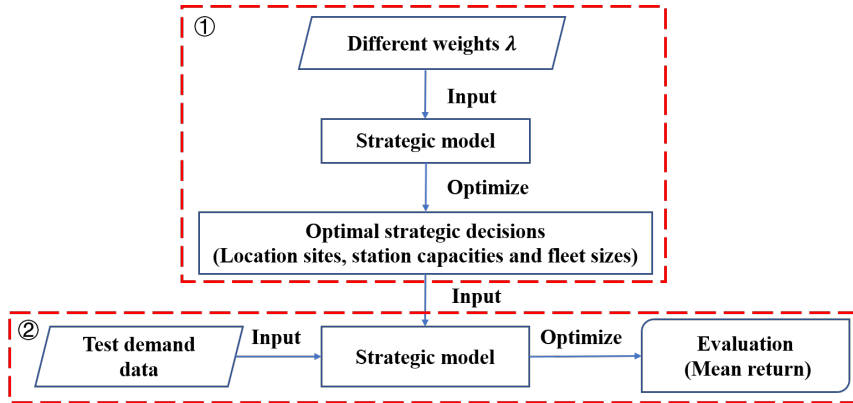 ①
Different weights λ
Input
Strategic model
Optimize
Optimal strategic decisions
(Location sites, station capacities and fleet sizes)
Input
②
Test demand
data
Input
Strategic model
Optimize
Evaluation
(Mean return)